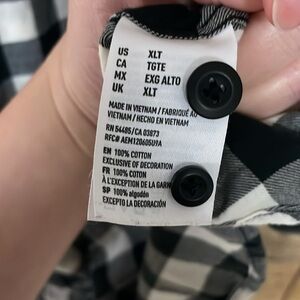 US XLT
CA TGTE
MX EXG ALTO
UK XLT
MADE IN VIETNAM / FABRIQUÉ AU
VIETNAM / HECHO EN VIETNAM
RN 54485 / CA 03873
RFC# AEM120605U9A
EN 100% COTTON
EXCLUSIVE OF DECORATION
FR 100% COTON
À L'EXCEPTION DE LA GARN
SP 100% algodón
EXCEPTO LA DECORACIÓN